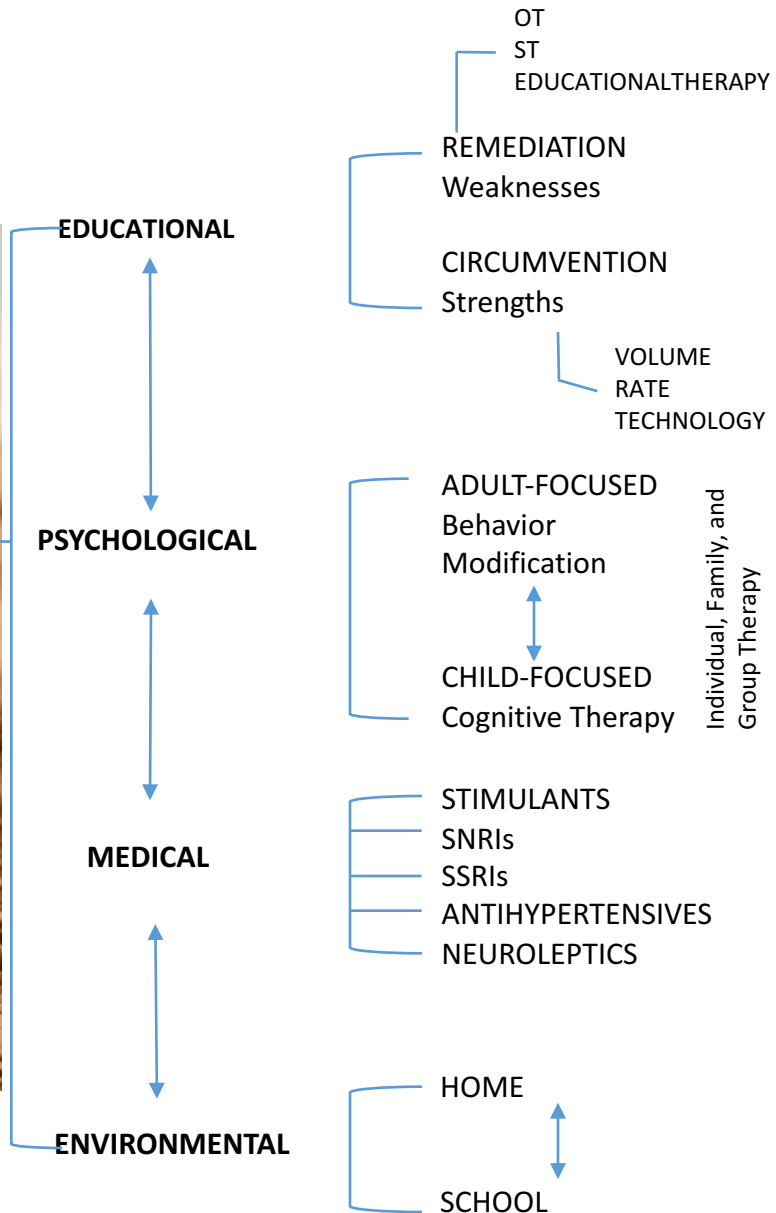 OT
ST
EDUCATIONALTHERAPY
REMEDIATION
Weaknesses
EDUCATIONAL
CIRCUMVENTION
Strengths
VOLUME
RATE
TECHNOLOGY
ADULT-FOCUSED
Behavior
Modification
PSYCHOLOGICAL
CHILD-FOCUSED
Cognitive Therapy
Individual, Family, and
Group Therapy
STIMULANTS
SNRIs
SSRIs
ANTIHYPERTENSIVES
NEUROLEPTICS
MEDICAL
HOME
ENVIRONMENTAL
SCHOOL